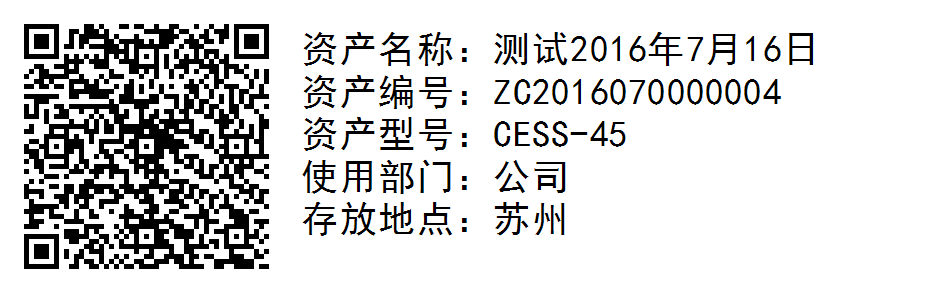 资产名称：测试2016年7月16日
资产编号：ZC2016070000004
资产型号：CESS-45
使用部门：公司
存放地点：苏州